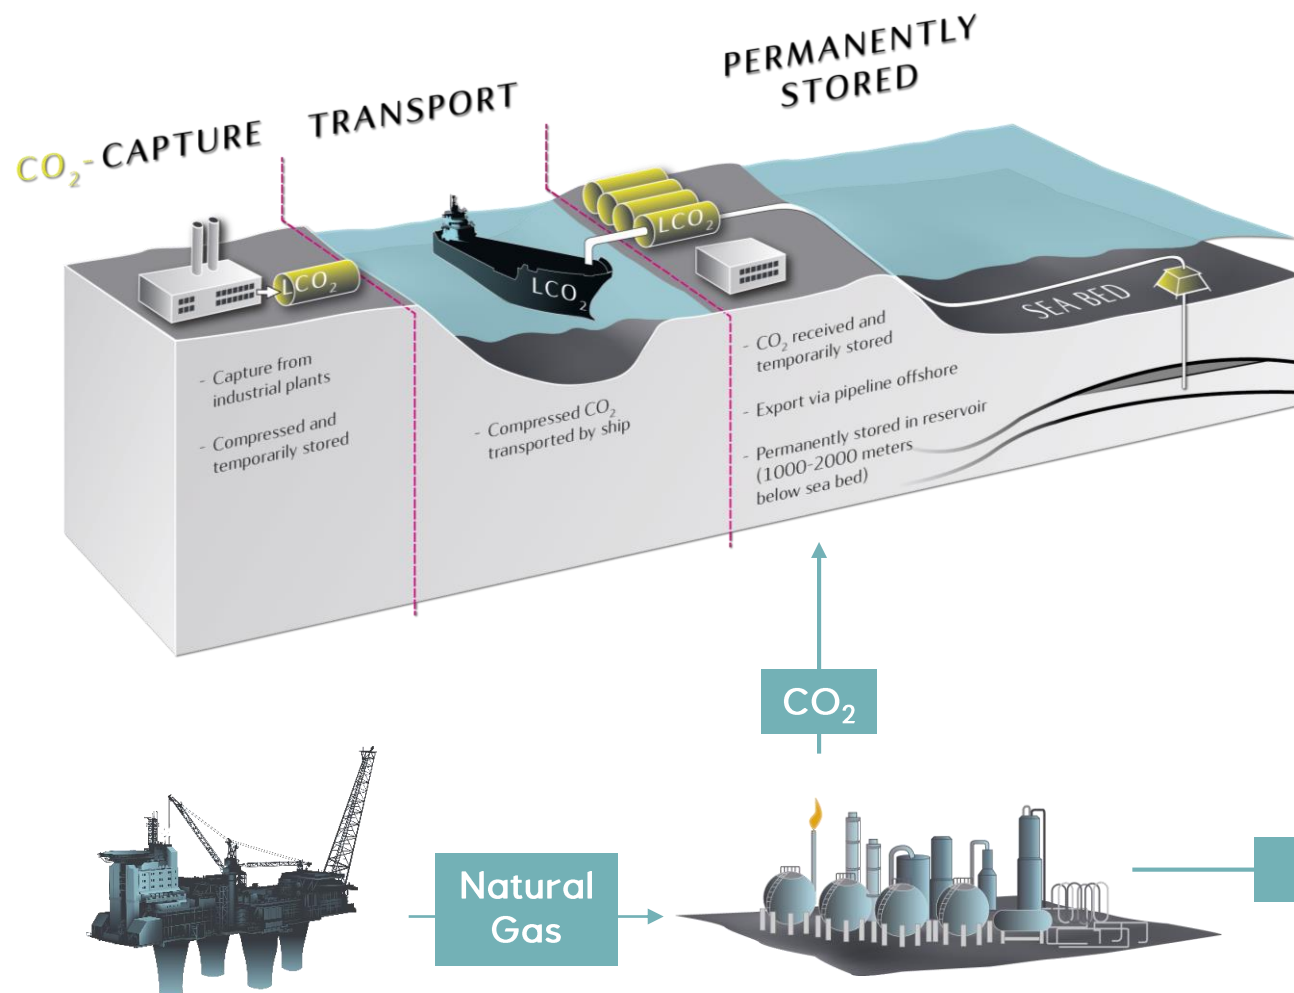 CO₂-CAPTURE
TRANSPORT
PERMANENTLY
STORED
LCO₂
LCO₂
LCO₂
SEA BED
- Capture from
industrial plants
- Compressed and
temporarily stored
- Compressed CO₂
transported by ship
- CO₂ received and
temporarily stored
- Export via pipeline offshore
- Permanently stored in reservoir
(1000-2000 meters
below sea bed)
CO₂
Natural
Gas